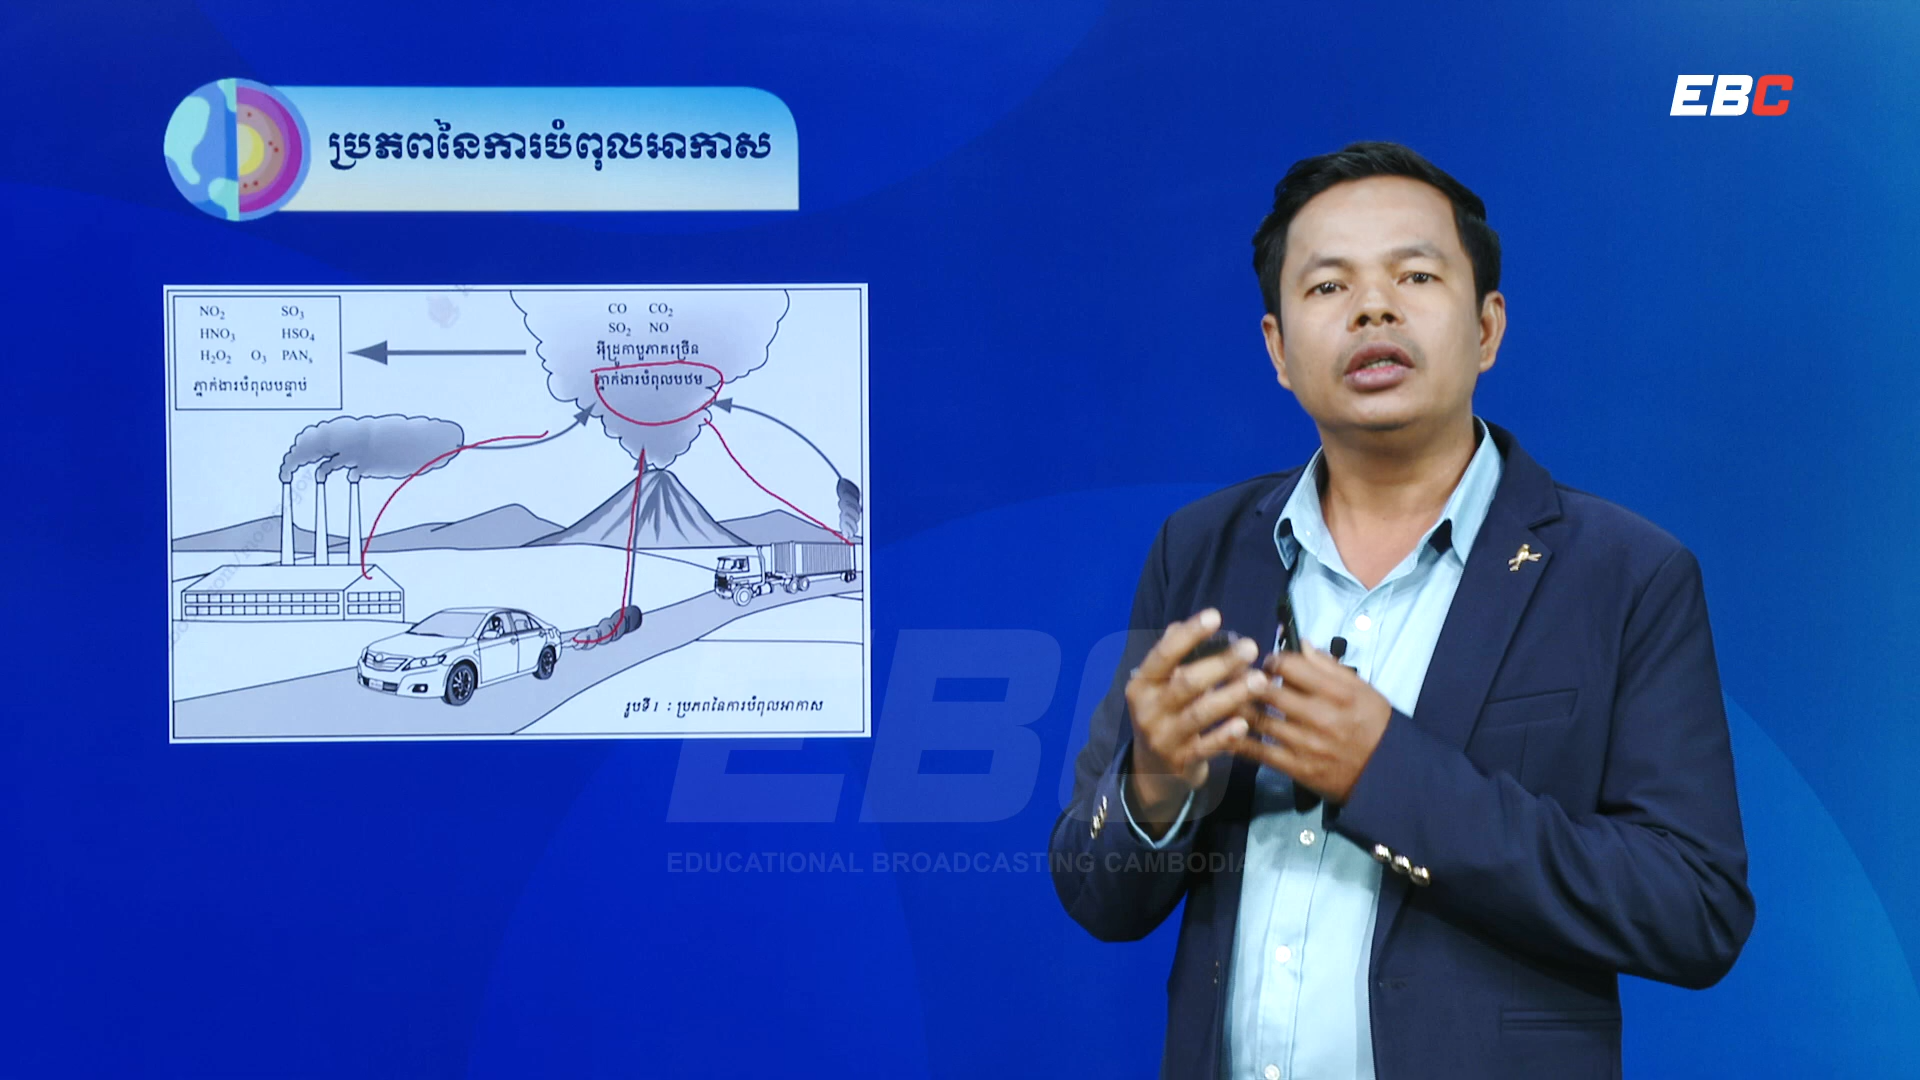 EBC
ប្រភពនៃការបំពុលអាកាស
NO2 SO3
HNO3 HSO4
H2O2 O3 PANs
ភ្នាក់ងារបំពុលបន្ទាប់
CO CO2
SO2 NO
អ៊ីដ្រូកាបួភាគច្រើន
ភ្នាក់ងារបំពុលបឋម
រូបទី 1 : ប្រភពនៃការបំពុលអាកាស
EBC
EDUCATIONAL BROADCASTING CAMBODIA